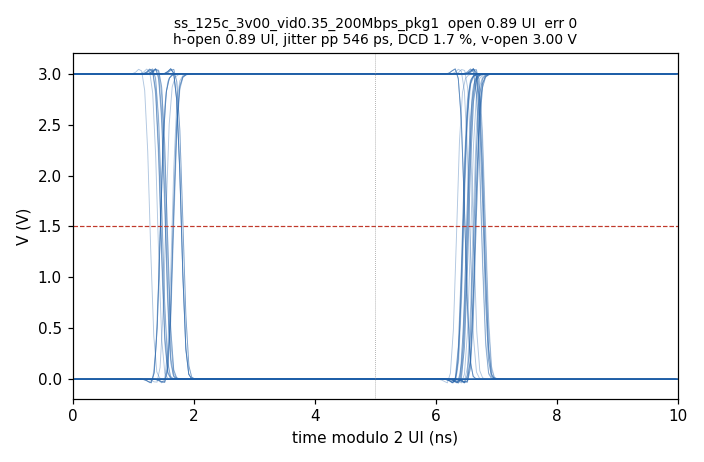 ss_125c_3v00_vid0.35_200Mbps_pkg1  open 0.89 UI  err 0
h-open 0.89 UI, jitter pp 546 ps, DCD 1.7 %, v-open 3.00 V
3.0
2.5
2.0
1.5
1.0
0.5
0.0
V (V)
0 2 4 6 8 10
time modulo 2 UI (ns)